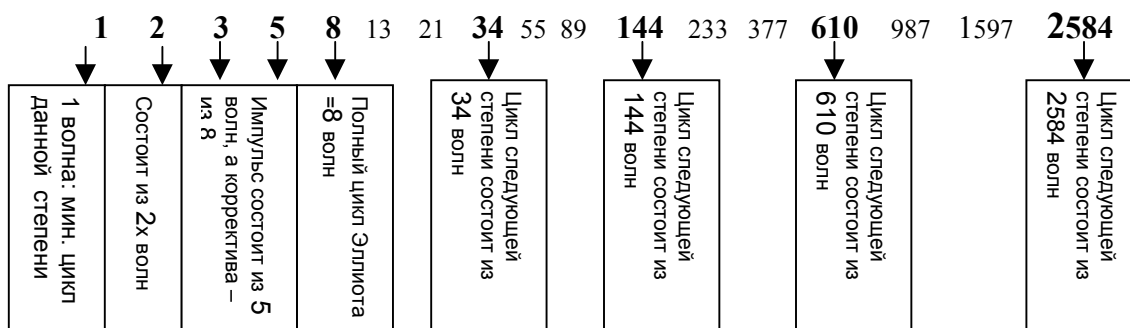 1 2 3 5 8 13 21 34 55 89 144 233 377 610 987 1597 2584
1 волна: мин. цикл
данной степени
Состоит из 2х волн
Импульс состоит из 5
волн, а корректива –
из 8
Полный цикл Эллиота
=8 волн
Цикл следующей
степени состоит из
34 волн
Цикл следующей
степени состоит из
144 волн
Цикл следующей
степени состоит из
610 волн
Цикл следующей
степени состоит из
2584 волн